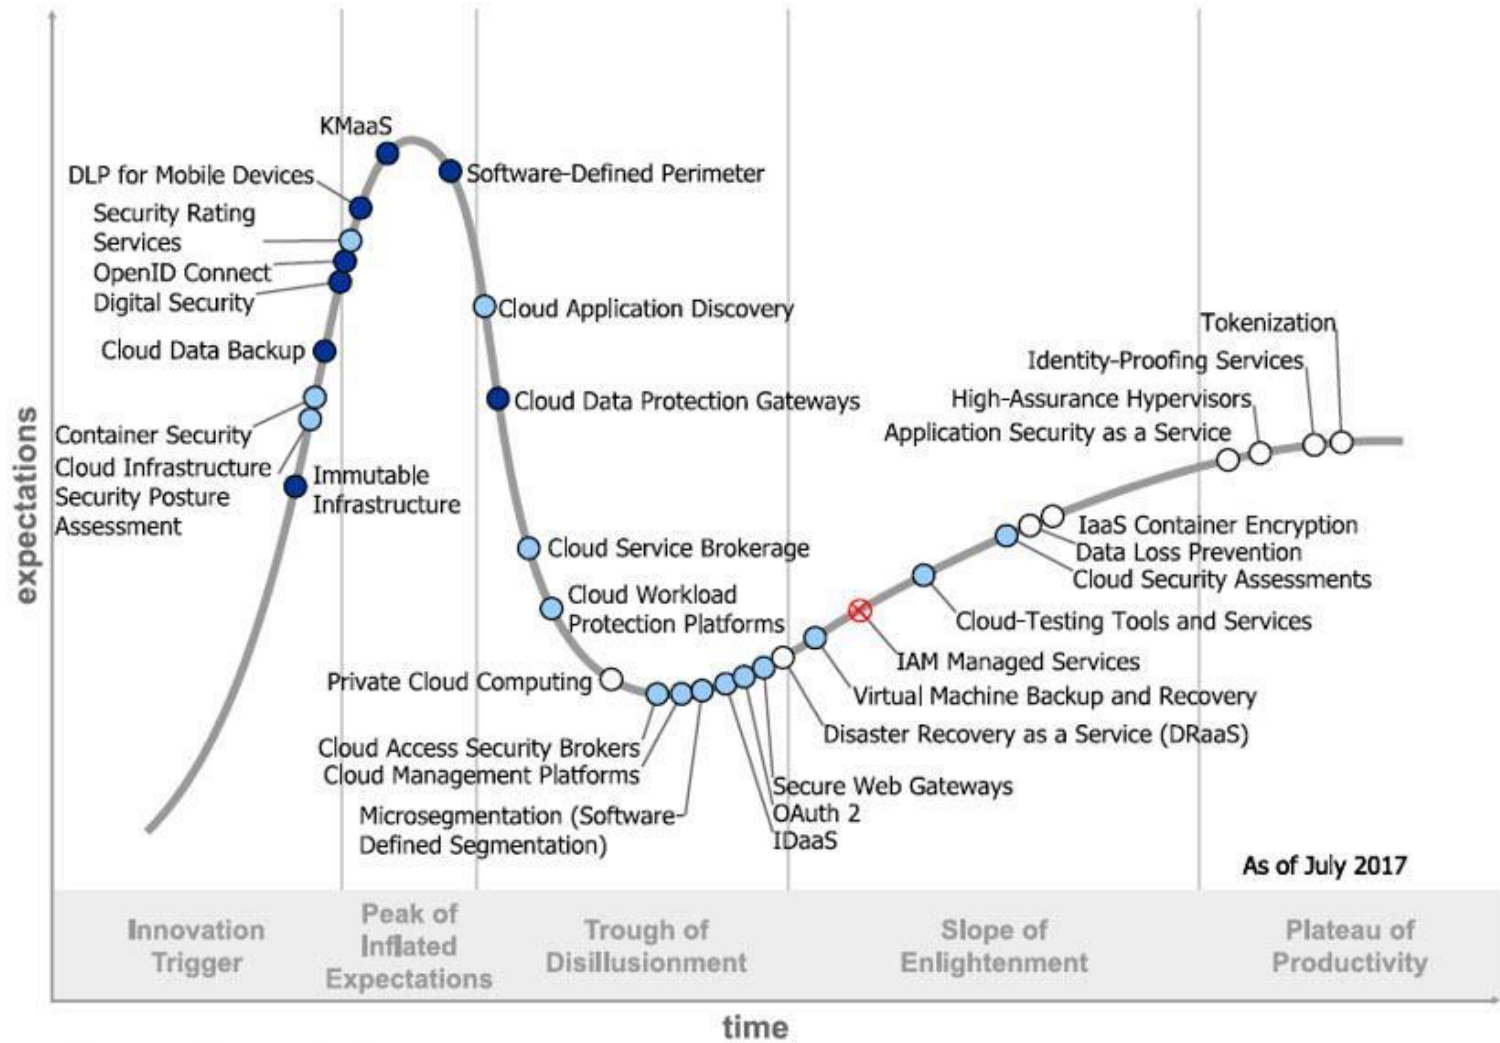 KMaaS
DLP for Mobile Devices
Security Rating
Services
OpenID Connect
Digital Security
Cloud Data Backup
Container Security
Cloud Infrastructure
Security Posture
Assessment
Immutable
Infrastructure
Software-Defined Perimeter
Cloud Application Discovery
Cloud Data Protection Gateways
Cloud Service Brokerage
Cloud Workload
Protection Platforms
Private Cloud Computing
Cloud Access Security Brokers
Cloud Management Platforms
Microsegmentation (Software-
Defined Segmentation)
Secure Web Gateways
OAuth 2
IDaaS
Disaster Recovery as a Service (DRaaS)
Virtual Machine Backup and Recovery
IAM Managed Services
Cloud-Testing Tools and Services
Cloud Security Assessments
Data Loss Prevention
IaaS Container Encryption
Application Security as a Service
High-Assurance Hypervisors
Identity-Proofing Services
Tokenization
As of July 2017
expectations
Innovation
Trigger
Peak of
Inflated
Expectations
Trough of
Disillusionment
Slope of
Enlightenment
Plateau of
Productivity
time